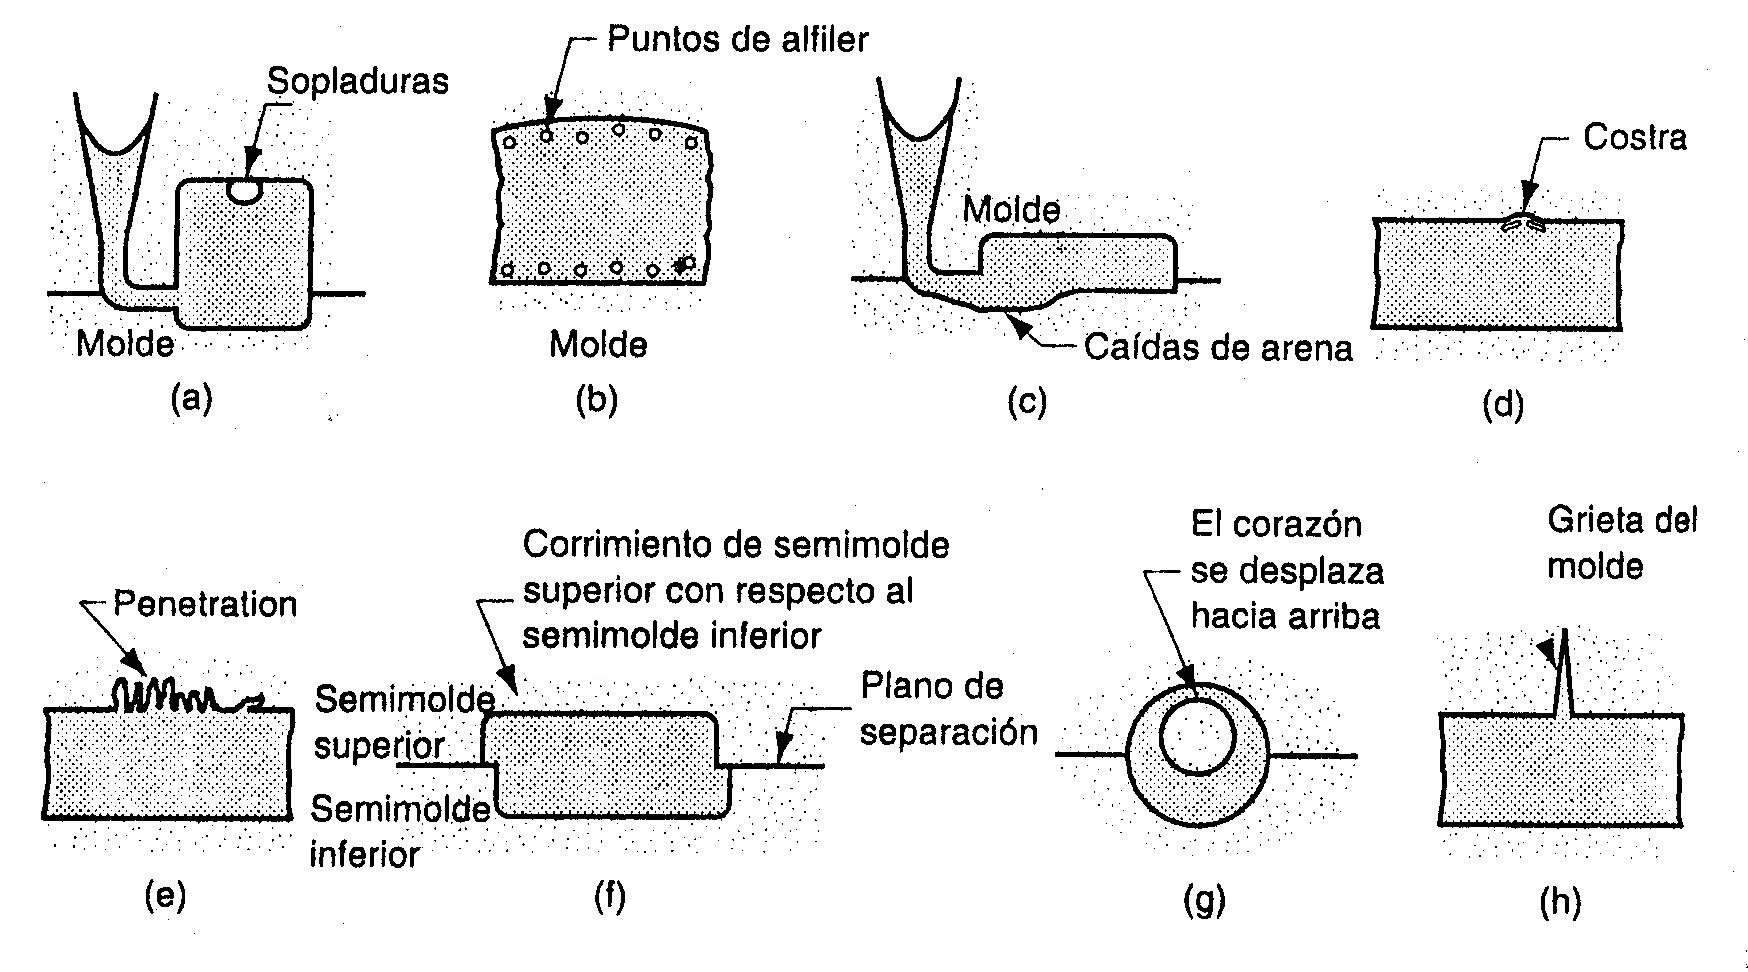 Puntos de alfiler
Sopladuras
Costra
Molde
Molde
Molde
Caídas de arena
(a)
(b)
(c)
(d)
Penetration
Corrimiento de semimolde
superior con respecto al
semimolde inferior
El corazón
se desplaza
hacia arriba
Grieta del
molde
Semimolde
superior
Plano de
separación
Semimolde
inferior
(e)
(f)
(g)
(h)